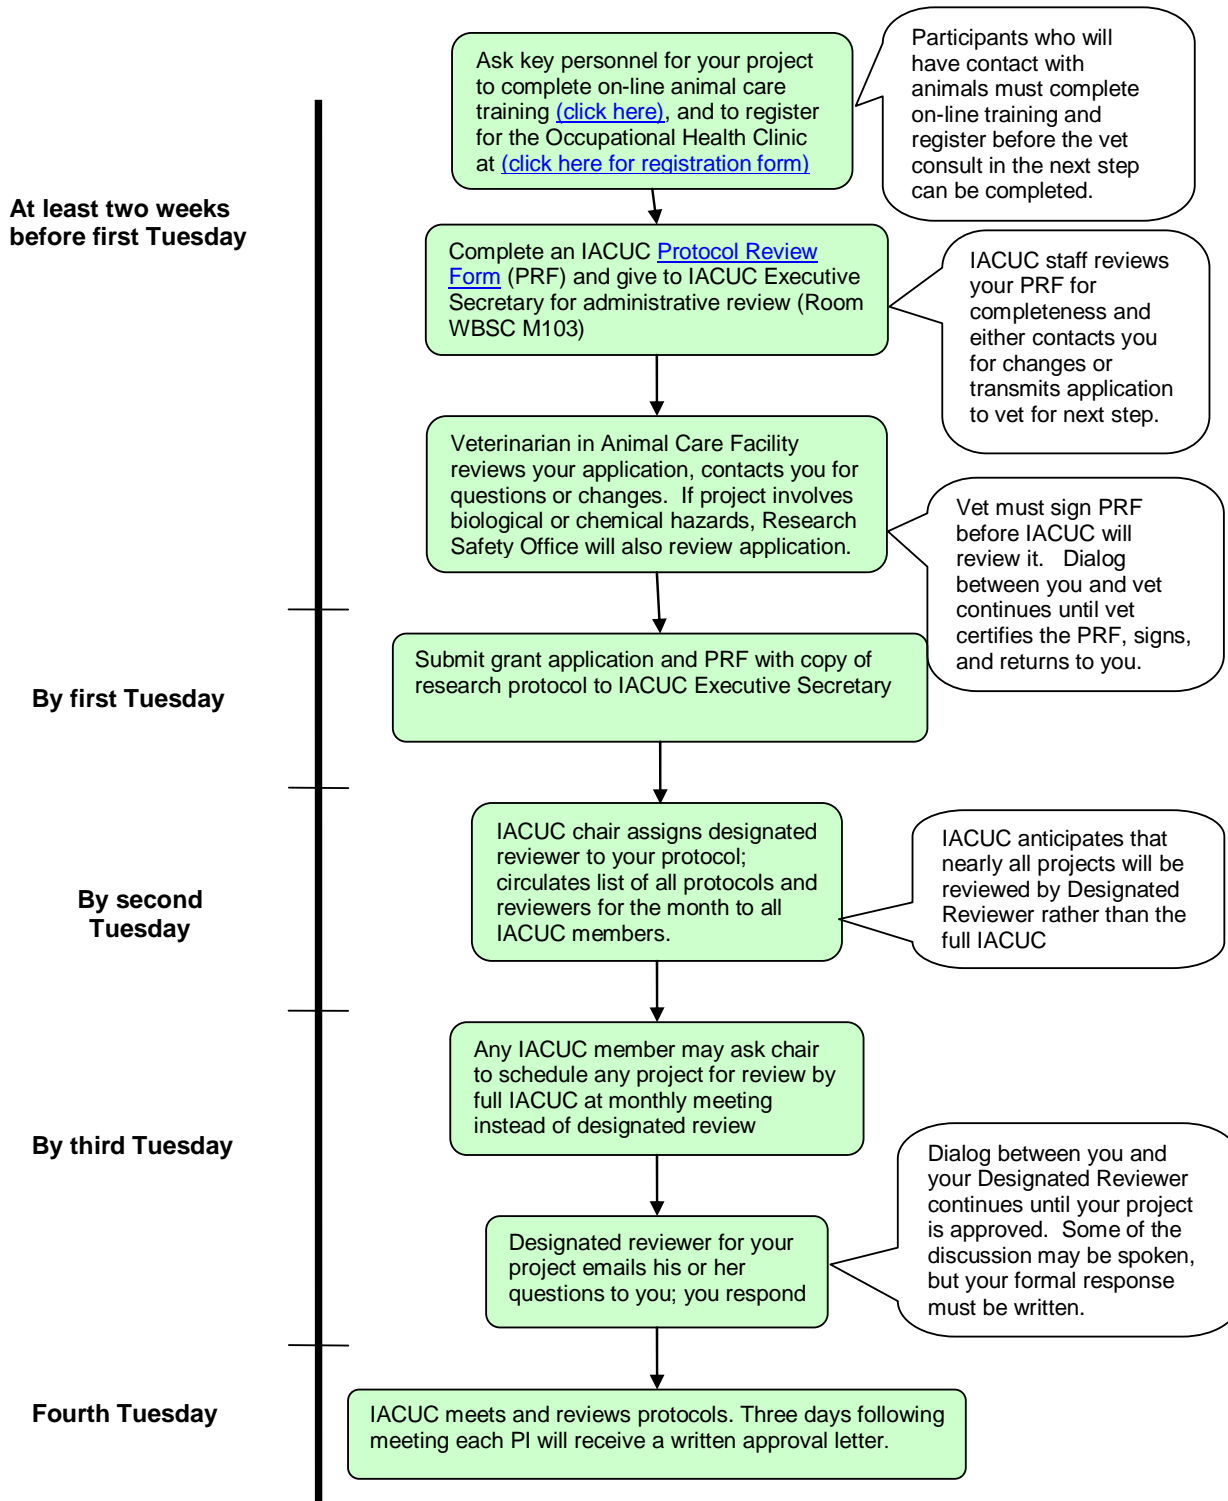 Ask key personnel for your project
to complete on-line animal care
training (click here), and to register
for the Occupational Health Clinic
at (click here for registration form)
Participants who will
have contact with
animals must complete
on-line training and
register before the vet
consult in the next step
can be completed.
At least two weeks
before first Tuesday
Complete an IACUC Protocol Review
Form (PRF) and give to IACUC Executive
Secretary for administrative review (Room
WBSC M103)
IACUC staff reviews
your PRF for
completeness and
either contacts you
for changes or
transmits application
to vet for next step.
Veterinarian in Animal Care Facility
reviews your application, contacts you for
questions or changes.  If project involves
biological or chemical hazards, Research
Safety Office will also review application.
Vet must sign PRF
before IACUC will
review it.   Dialog
between you and vet
continues until vet
certifies the PRF, signs,
and returns to you.
By first Tuesday
Submit grant application and PRF with copy of
research protocol to IACUC Executive Secretary
By second
Tuesday
IACUC chair assigns designated
reviewer to your protocol;
circulates list of all protocols and
reviewers for the month to all
IACUC members.
IACUC anticipates that
nearly all projects will be
reviewed by Designated
Reviewer rather than the
full IACUC
By third Tuesday
Any IACUC member may ask chair
to schedule any project for review by
full IACUC at monthly meeting
instead of designated review
Designated reviewer for your
project emails his or her
questions to you; you respond
Dialog between you and
your Designated Reviewer
continues until your project
is approved.  Some of the
discussion may be spoken,
but your formal response
must be written.
Fourth Tuesday
IACUC meets and reviews protocols. Three days following
meeting each PI will receive a written approval letter.